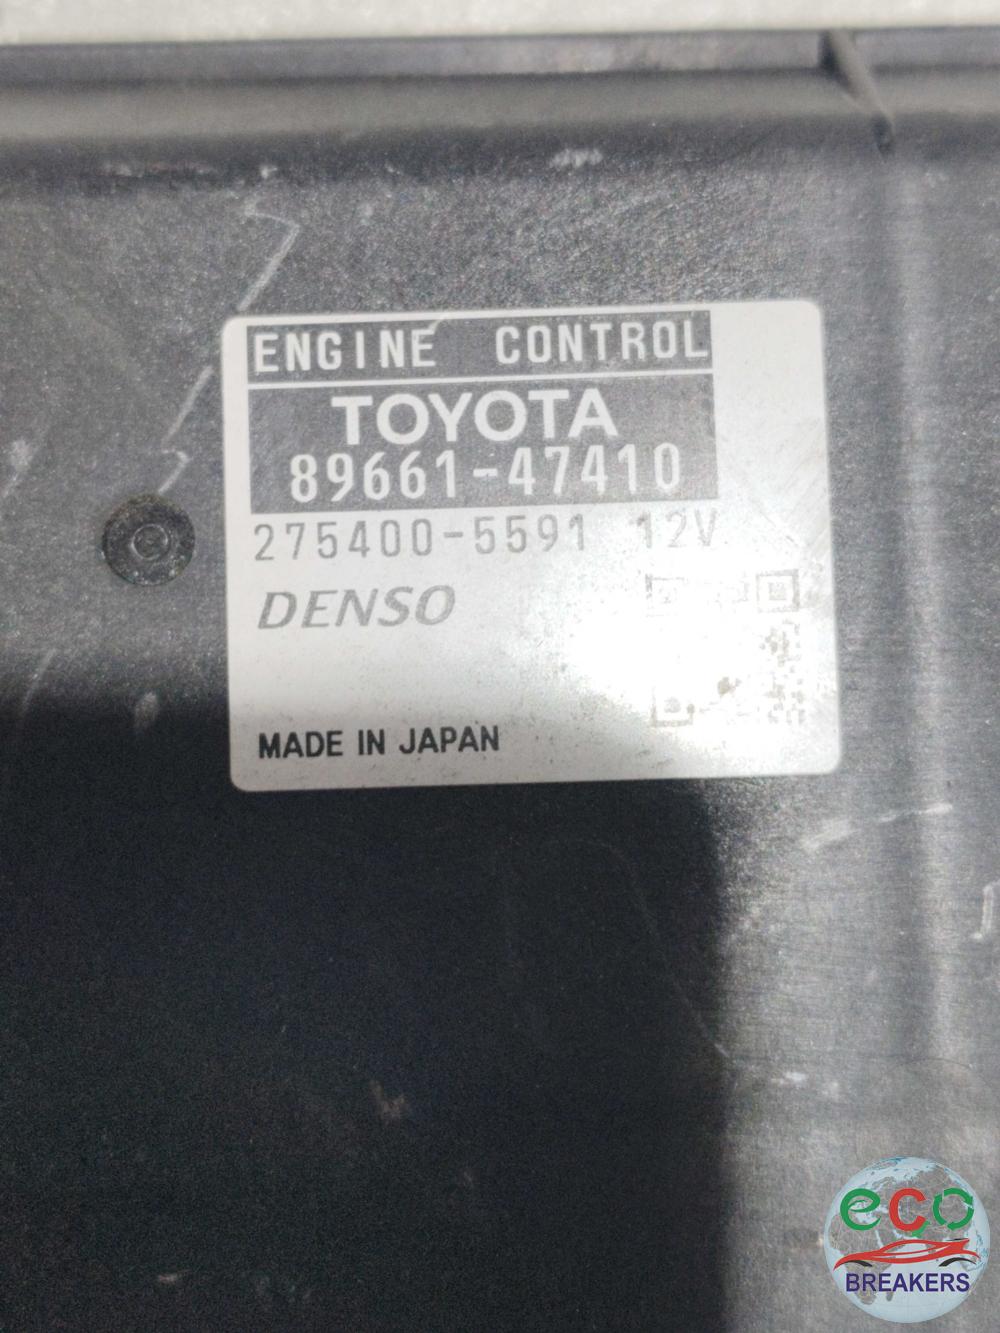 ENGINE CONTROL
TOYOTA
89661-47410
275400-5591 12V
DENSO
MADE IN JAPAN
eco
BREAKERS